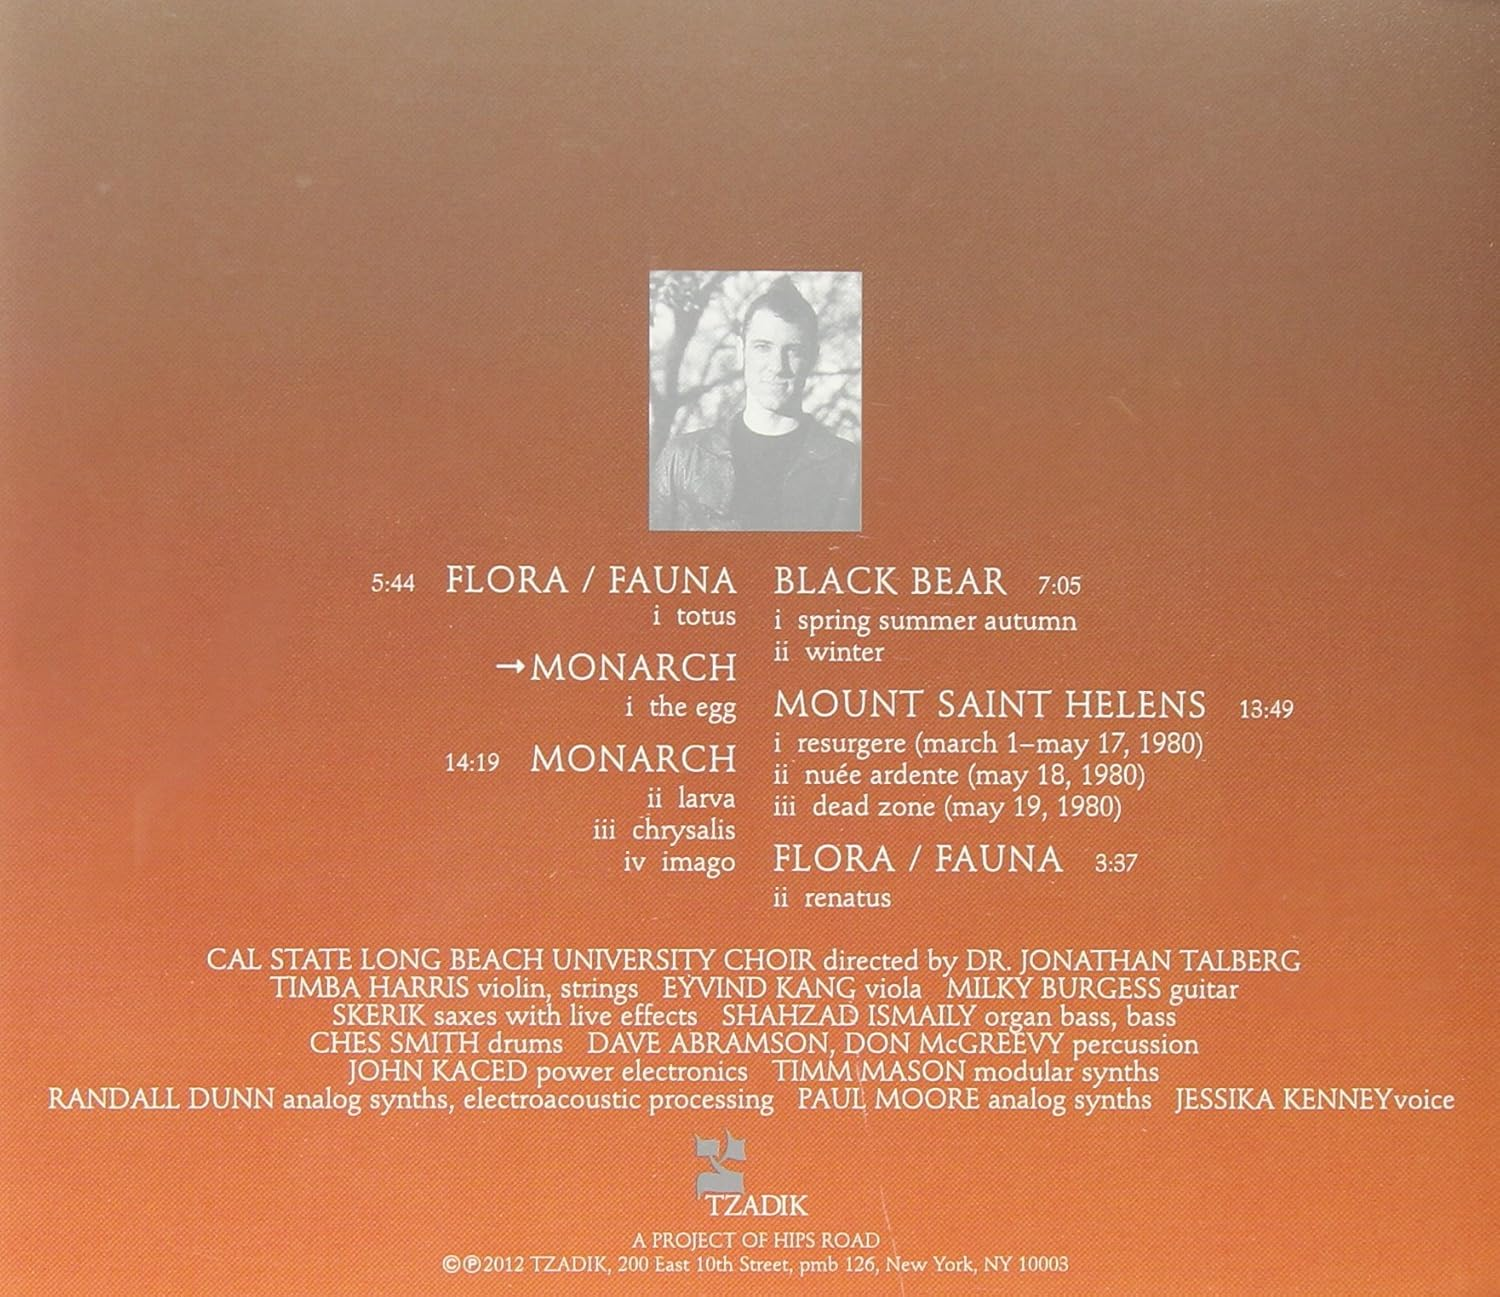 5:44 FLORA / FAUNA
i totus
→MONARCH
i the egg
14:19 MONARCH
ii larva
iii chrysalis
iv imago
BLACK BEAR 7:05
i spring summer autumn
ii winter
MOUNT SAINT HELENS 13:49
i resurgere (march 1–may 17, 1980)
ii nuée ardente (may 18, 1980)
iii dead zone (may 19, 1980)
FLORA / FAUNA 3:37
ii renatus
CAL STATE LONG BEACH UNIVERSITY CHOIR directed by DR. JONATHAN TALBERG
TIMBA HARRIS violin, strings EYVIND KANG viola MILKY BURGESS guitar
SKERIK saxes with live effects SHAHZAD ISMAILY organ bass, bass
CHES SMITH drums DAVE ABRAMSON, DON McGREEVY percussion
JOHN KACED power electronics TIMM MASON modular synths
RANDALL DUNN analog synths, electroacoustic processing PAUL MOORE analog synths JESSIKA KENNEYvoice
צ
TZADIK
A PROJECT OF HIPS ROAD
©℗2012 TZADIK, 200 East 10th Street, pmb 126, New York, NY 10003